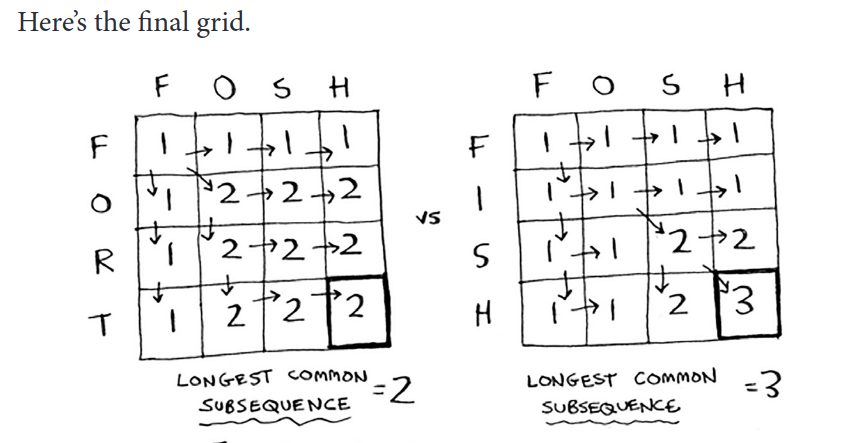 Here's the final grid.
F O S H
F 1 1 1 1
O 1 2 2 2
R 1 2 2 2
T 1 2 2 2
LONGEST COMMON
SUBSEQUENCE = 2
vs
F O S H
F 1 1 1 1
I 1 1 1 1
S 1 1 2 2
H 1 1 2 3
LONGEST COMMON
SUBSEQUENCE = 3